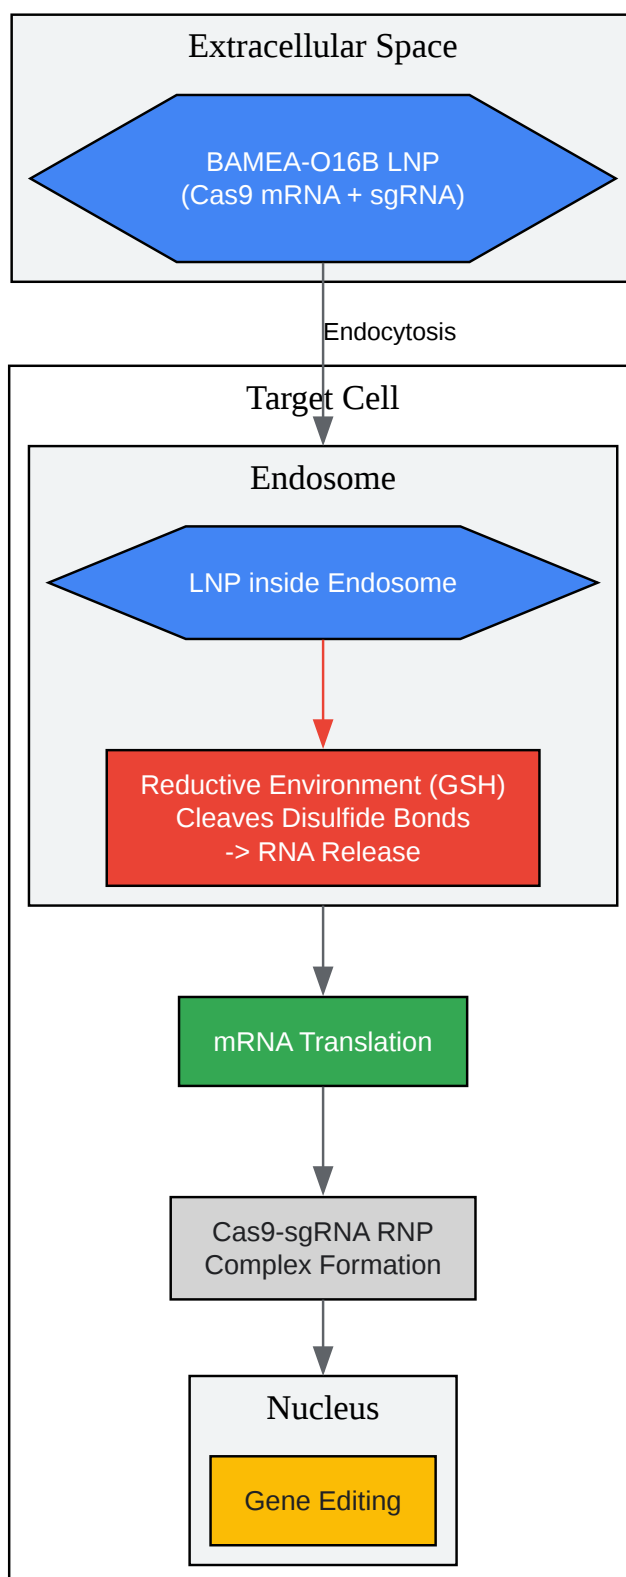 Extracellular Space
BAMEA-O16B LNP
(Cas9 mRNA + sgRNA)
Endocytosis
Target Cell
Endosome
LNP inside Endosome
Reductive Environment (GSH)
Cleaves Disulfide Bonds
-> RNA Release
mRNA Translation
Cas9-sgRNA RNP
Complex Formation
Nucleus
Gene Editing